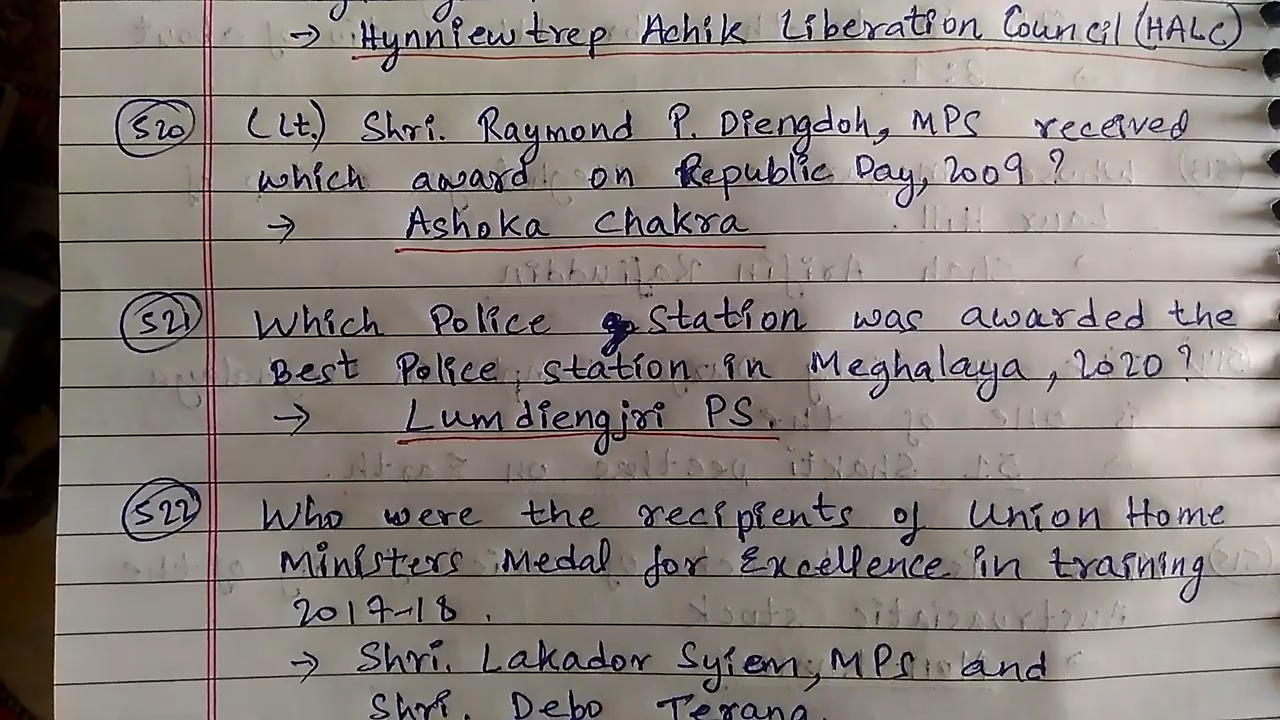 → Hynniewtrep Achik Liberation Council (HALC)
520 (Lt.) Shri. Raymond P. Diengdoh, MPS received
which award on Republic Day, 2009?
→ Ashoka Chakra
521 Which Police Station was awarded the
Best Police station in Meghalaya, 2020?
→ Lumdiengjri PS.
522 Who were the recipients of Union Home
Ministers Medal for Excellence in training
2017-18.
→ Shri. Lakador Syiem, MPS and
Shri. Debo Terang.